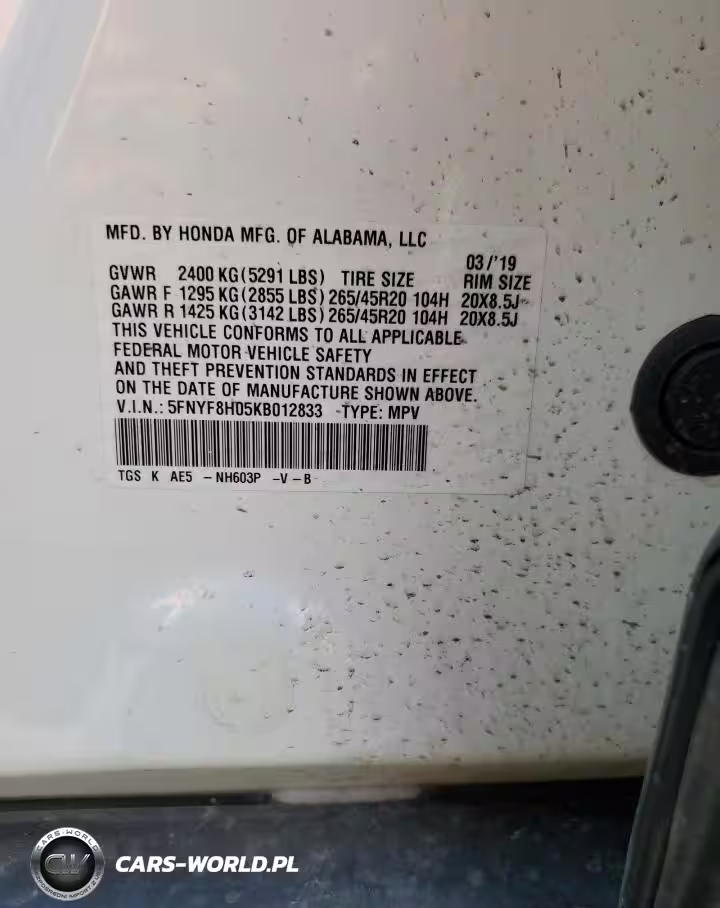 MFD. BY HONDA MFG. OF ALABAMA, LLC
03/'19
GVWR 2400 KG(5291 LBS) TIRE SIZE RIM SIZE
GAWR F 1295 KG(2855 LBS) 265/45R20 104H 20X8.5J
GAWR R 1425 KG(3142 LBS) 265/45R20 104H 20X8.5J
THIS VEHICLE CONFORMS TO ALL APPLICABLE
FEDERAL MOTOR VEHICLE SAFETY
AND THEFT PREVENTION STANDARDS IN EFFECT
ON THE DATE OF MANUFACTURE SHOWN ABOVE.
V.I.N.: 5FNYF8H05KB012833 TYPE: MPV
TGS K AE5 -NH603P -V -B
CARS-WORLD
CW
CARS-WORLD.PL